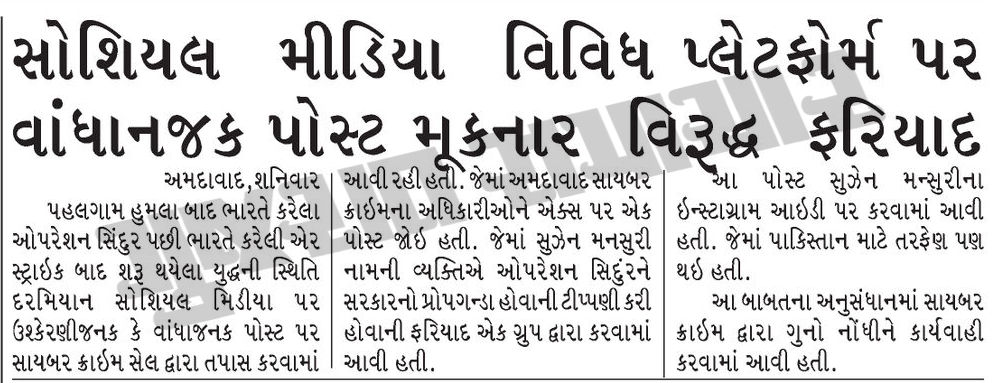 સોશિયલ મીડિયા વિવિધ પ્લેટફોર્મ પર
વાંધાનજક પોસ્ટ મૂકનાર વિરૂદ્ધ ફરિયાદ
અમદાવાદ,શનિવાર
પહલગામ હુમલા બાદ ભારતે કરેલા
ઓપરેશન સિંદુર પછી ભારતે કરેલી એર
સ્ટ્રાઇક બાદ શરૂ થયેલા યુદ્ધની સ્થિતિ
દરમિયાન સોશિયલ મિડીયા પર
ઉશ્કેરણીજનક કે વાંધાજનક પોસ્ટ પર
સાયબર ક્રાઇમ સેલ દ્વારા તપાસ કરવામાં
આવી રહી હતી. જેમાં અમદાવાદ સાયબર
ક્રાઇમના અધિકારીઓને એક્સ પર એક
પોસ્ટ જોઇ હતી. જેમાં સુઝેન મનસુરી
નામની વ્યક્તિએ ઓપરેશન સિદુંરને
સરકારનો પ્રોપગન્ડા હોવાની ટીપ્પણી કરી
હોવાની ફરિયાદ એક ગ્રુપ દ્વારા કરવામાં
આવી હતી.
આ પોસ્ટ સુઝેન મન્સુરીના
ઇન્સ્ટાગ્રામ આઇડી પર કરવામાં આવી
હતી. જેમાં પાકિસ્તાન માટે તરફેણ પણ
થઇ હતી.
આ બાબતના અનુસંધાનમાં સાયબર
ક્રાઇમ દ્વારા ગુનો નોંધીને કાર્યવાહી
કરવામાં આવી હતી.